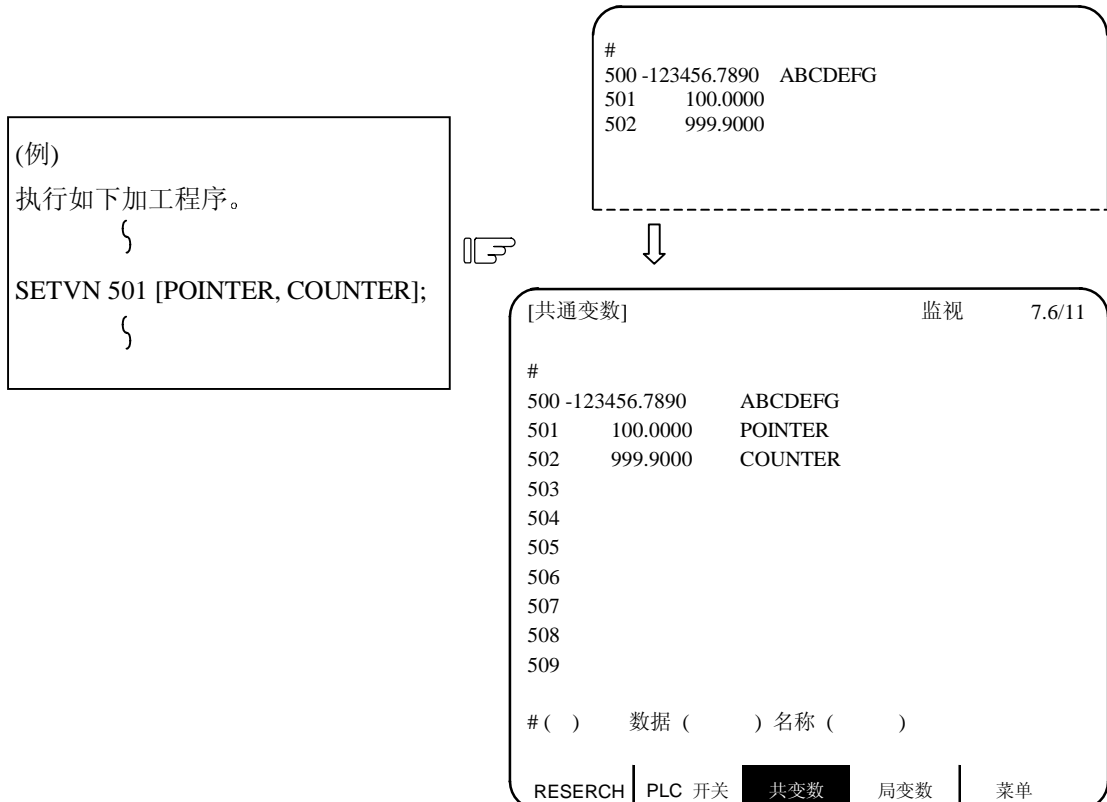 (例)
执行如下加工程序。
SETVN 501 [POINTER, COUNTER];
#
500 -123456.7890 ABCDEFG
501 100.0000
502 999.9000
[共通变数] 监视 7.6/11
#
500 -123456.7890 ABCDEFG
501 100.0000 POINTER
502 999.9000 COUNTER
503
504
505
506
507
508
509
# ( ) 数据 ( ) 名称 ( )
RESERCH PLC 开关 共变数 局变数 菜单